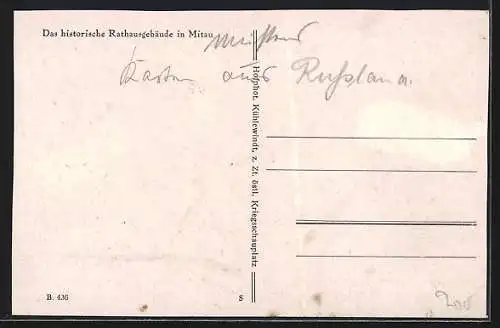 Das historische Rathausgebäude in Mitau
Karten aus Russland.
Hofphot. Kühlewindt, z. Zt. östl. Kriegsschauplatz
B. 436
S